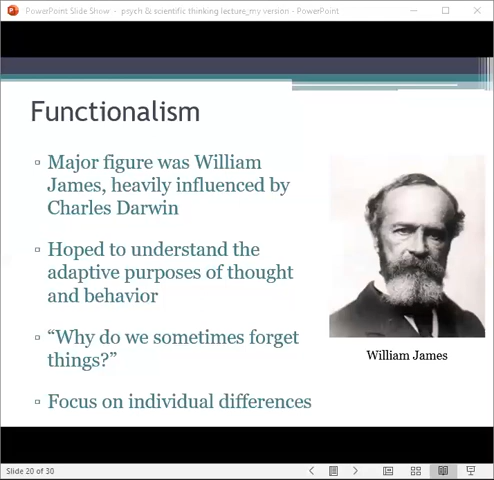 PowerPoint Slide Show - psych & scientific thinking lecture_my version - PowerPoint
Functionalism
Major figure was William
James, heavily influenced by
Charles Darwin
Hoped to understand the
adaptive purposes of thought
and behavior
“Why do we sometimes forget
things?”
Focus on individual differences
William James
Slide 20 of 30